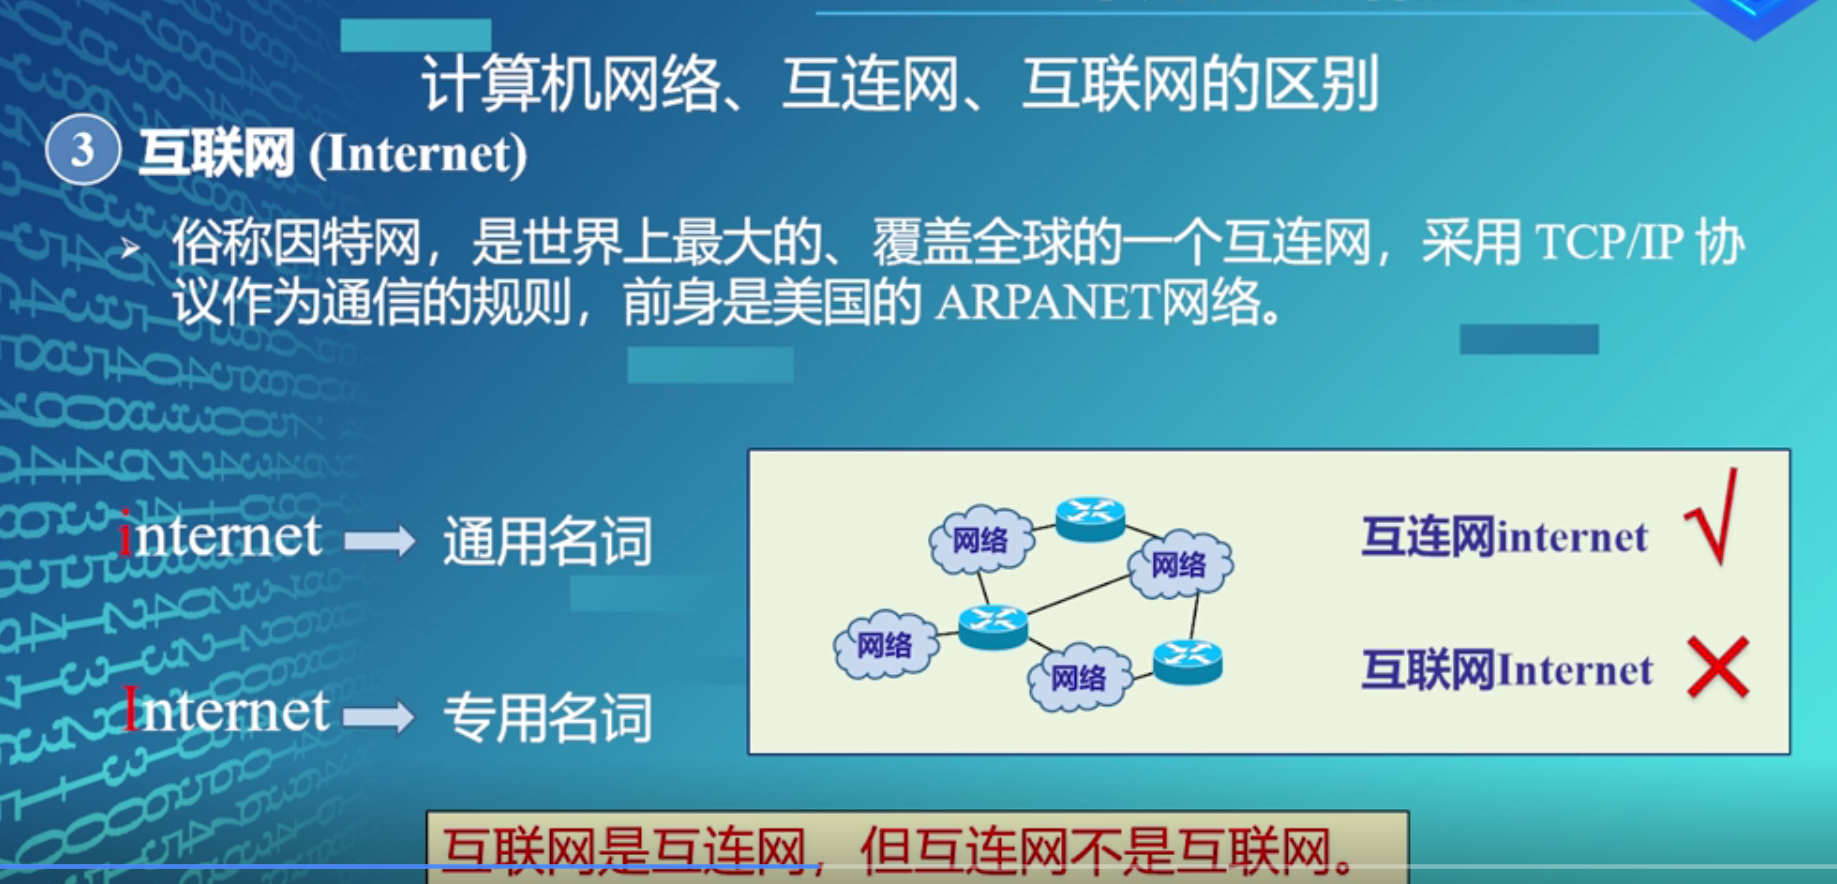 计算机网络、互连网、互联网的区别
3 互联网 (Internet)
➢ 俗称因特网，是世界上最大的、覆盖全球的一个互连网，采用 TCP/IP 协
议作为通信的规则，前身是美国的 ARPANET网络。
internet 通用名词
Internet 专用名词
网络
网络
网络
网络
互连网internet √
互联网Internet ×
互联网是互连网，但互连网不是互联网。